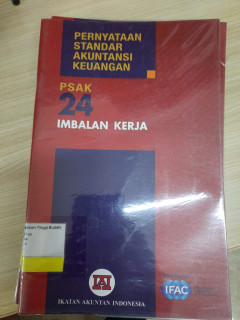 PERNYATAAN
STANDAR
AKUNTANSI
KEUANGAN
PSAK
24
IMBALAN KERJA
IAI
IFAC
IKATAN AKUNTAN INDONESIA